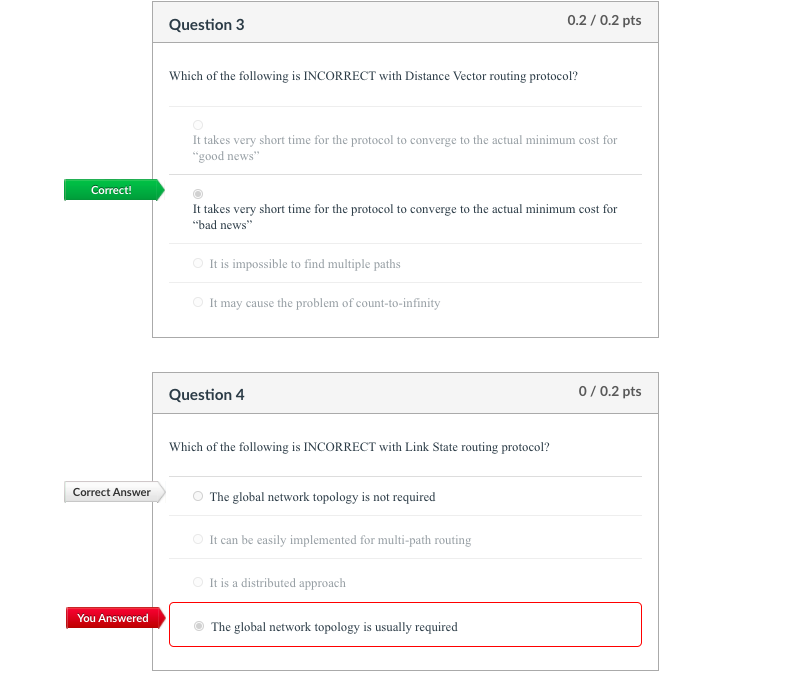 Question 3
0.2 / 0.2 pts
Which of the following is INCORRECT with Distance Vector routing protocol?
It takes very short time for the protocol to converge to the actual minimum cost for
“good news”
Correct!
It takes very short time for the protocol to converge to the actual minimum cost for
“bad news”
It is impossible to find multiple paths
It may cause the problem of count-to-infinity
Question 4
0 / 0.2 pts
Which of the following is INCORRECT with Link State routing protocol?
Correct Answer
The global network topology is not required
It can be easily implemented for multi-path routing
It is a distributed approach
You Answered
The global network topology is usually required